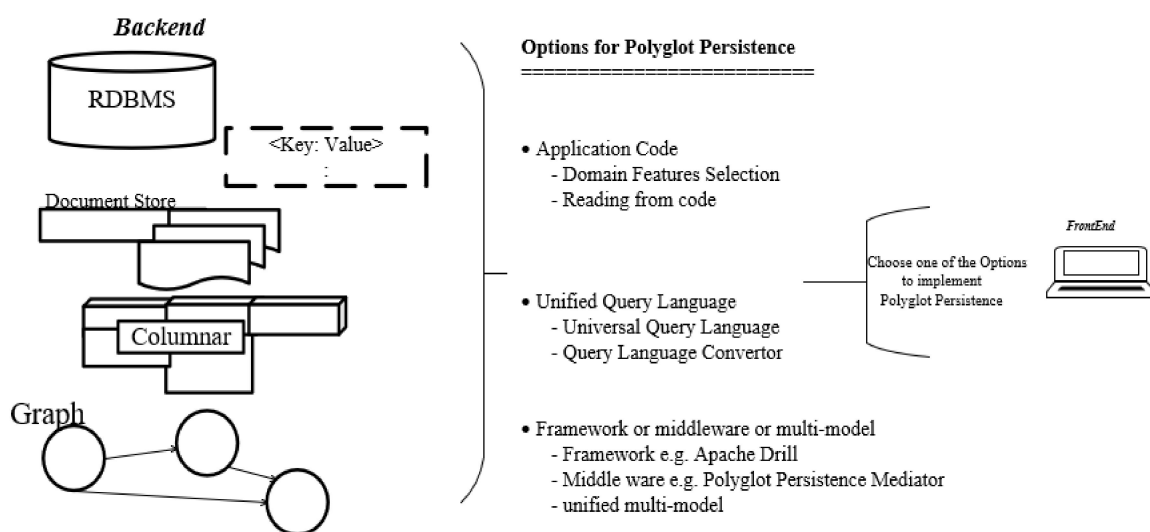 Backend
RDBMS
<Key: Value>
:
Document Store
Columnar
Graph
Options for Polyglot Persistence
==========================
• Application Code
- Domain Features Selection
- Reading from code
• Unified Query Language
- Universal Query Language
- Query Language Convertor
• Framework or middleware or multi-model
- Framework e.g. Apache Drill
- Middle ware e.g. Polyglot Persistence Mediator
- unified multi-model
Choose one of the Options
to implement
Polyglot Persistence
FrontEnd